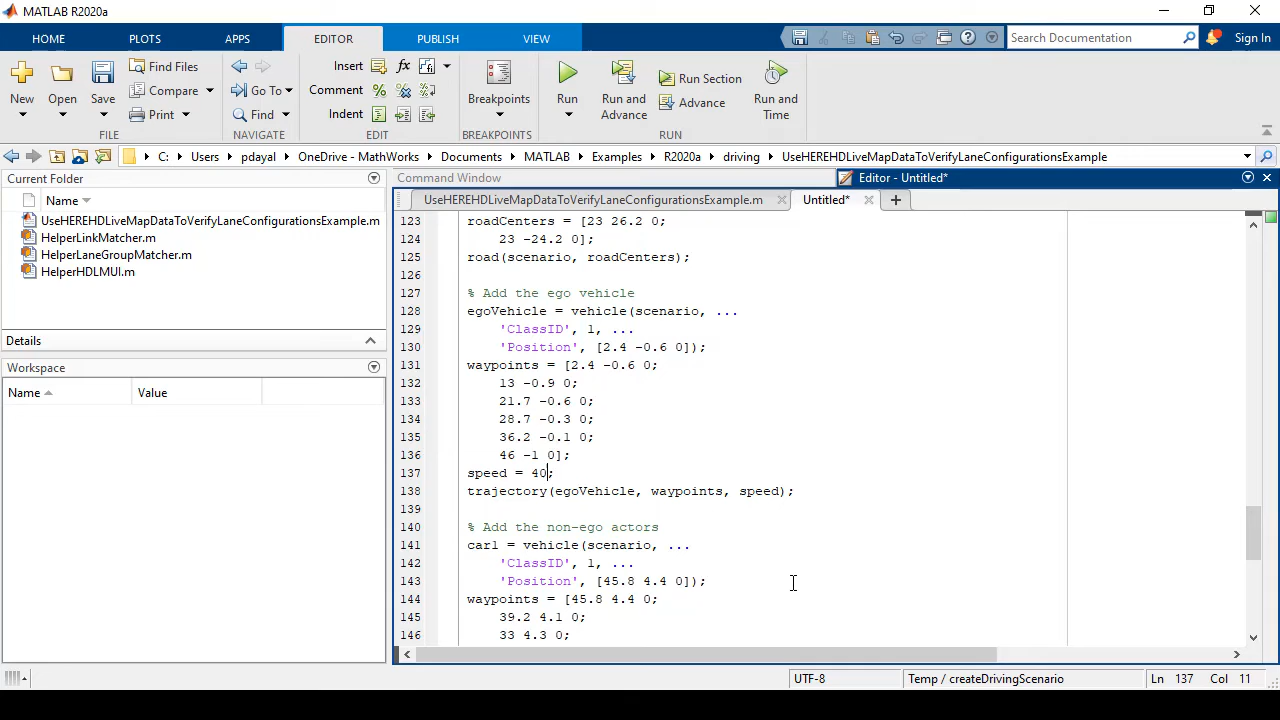 MATLAB R2020a
HOME
PLOTS
APPS
EDITOR
PUBLISH
VIEW
Search Documentation
Sign In
New
Open
Save
Find Files
Compare
Print
FILE
Go To
Find
NAVIGATE
Insert
Comment
Indent
EDIT
Breakpoints
BREAKPOINTS
Run
Run and Advance
Run Section
Advance
Run and Time
RUN
C: Users pdayal OneDrive - MathWorks Documents MATLAB Examples R2020a driving UseHEREHDLiveMapDataToVerifyLaneConfigurationsExample
Current Folder
Name
UseHEREHDLiveMapDataToVerifyLaneConfigurationsExample.m
HelperLinkMatcher.m
HelperLaneGroupMatcher.m
HelperHDLMUI.m
Details
Workspace
Name Value
Command Window
Editor - Untitled*
UseHEREHDLiveMapDataToVerifyLaneConfigurationsExample.m
Untitled*
123 roadCenters = [23 26.2 0;
124 23 -24.2 0];
125 road(scenario, roadCenters);
126
127 % Add the ego vehicle
128 egoVehicle = vehicle(scenario, ...
129 'ClassID', 1, ...
130 'Position', [2.4 -0.6 0]);
131 waypoints = [2.4 -0.6 0;
132 13 -0.9 0;
133 21.7 -0.6 0;
134 28.7 -0.3 0;
135 36.2 -0.1 0;
136 46 -1 0];
137 speed = 40;
138 trajectory(egoVehicle, waypoints, speed);
139
140 % Add the non-ego actors
141 car1 = vehicle(scenario, ...
142 'ClassID', 1, ...
143 'Position', [45.8 4.4 0]);
144 waypoints = [45.8 4.4 0;
145 39.2 4.1 0;
146 33 4.3 0;
UTF-8
Temp / createDrivingScenario
Ln 137 Col 11